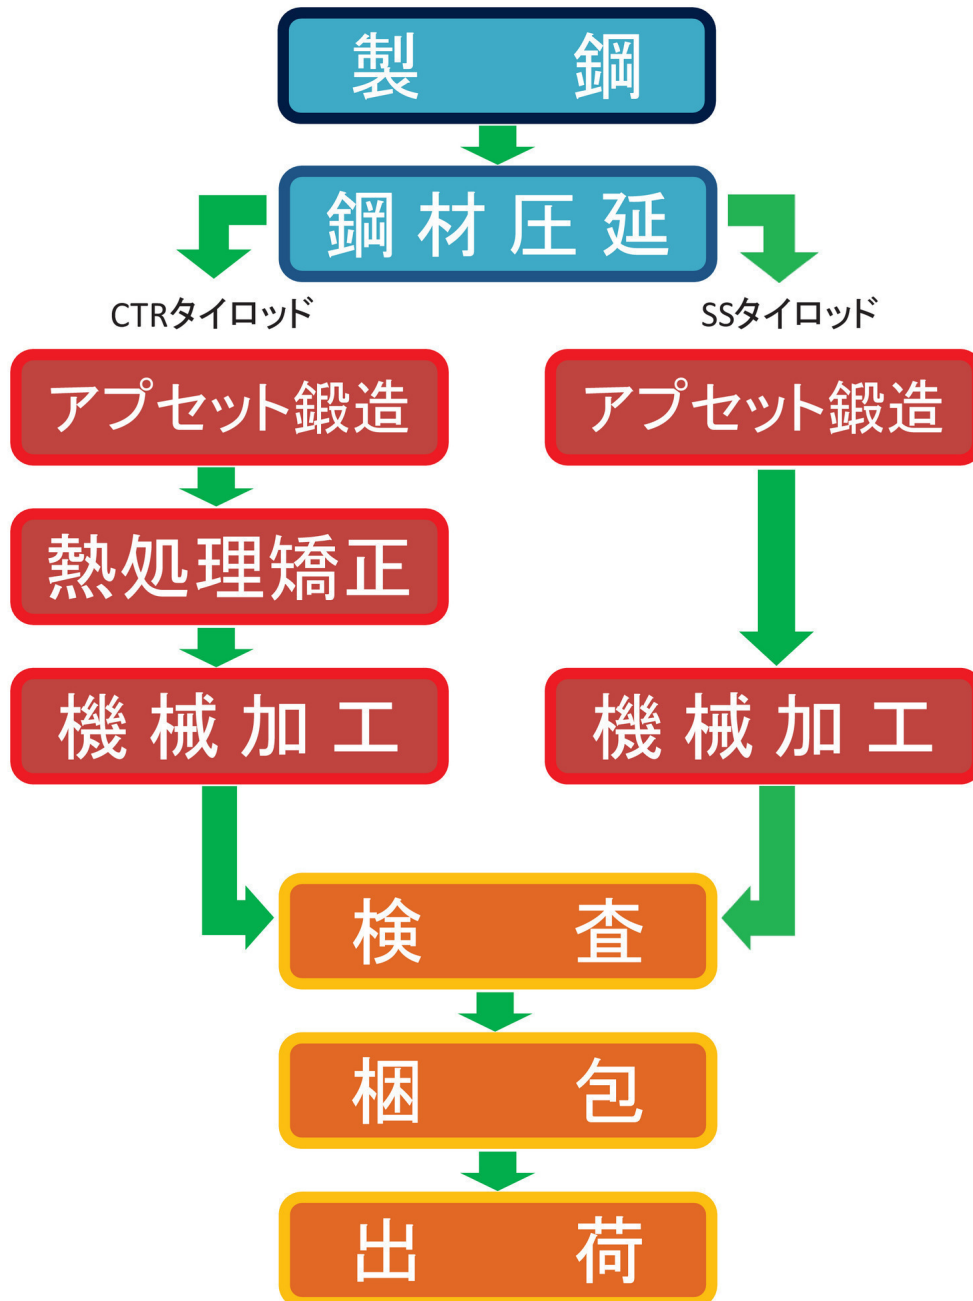 製鋼
鋼材圧延
CTRタイロッド
SSタイロッド
アプセット鍛造
アプセット鍛造
熱処理矯正
機械加工
機械加工
検査
梱包
出荷